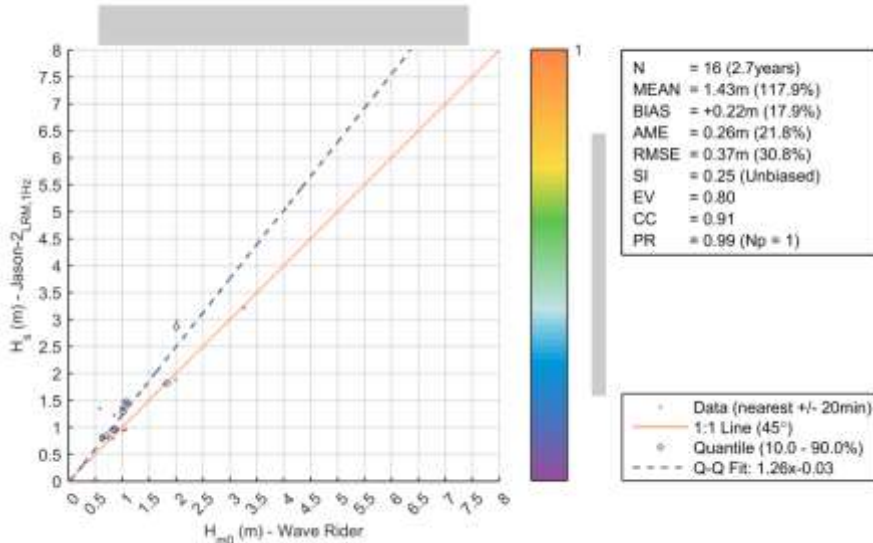 8
7.5
7
6.5
6
5.5
5
4.5
4
3.5
3
2.5
2
1.5
1
0.5
0
H_s (m) - Jason-2_LRM,1Hz
0 0.5 1 1.5 2 2.5 3 3.5 4 4.5 5 5.5 6 6.5 7 7.5 8
H_m0 (m) - Wave Rider
1
N = 16 (2.7years)
MEAN = 1.43m (117.9%)
BIAS = +0.22m (17.9%)
AME = 0.26m (21.8%)
RMSE = 0.37m (30.8%)
SI = 0.25 (Unbiased)
EV = 0.80
CC = 0.91
PR = 0.99 (Np = 1)
Data (nearest +/- 20min)
1:1 Line (45°)
Quantile (10.0 - 90.0%)
Q-Q Fit: 1.26x-0.03